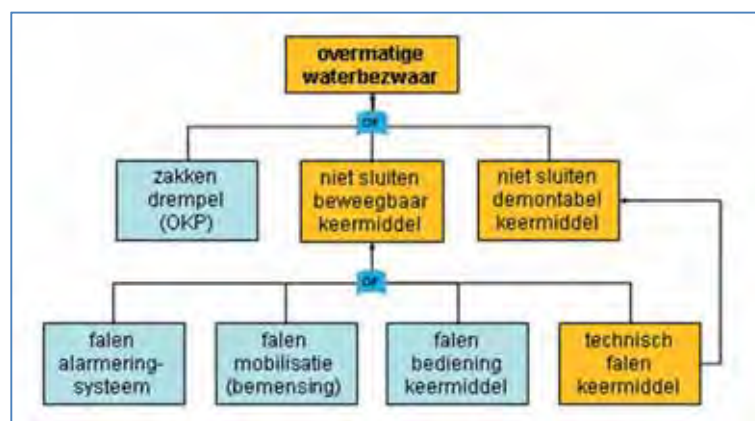 overmatige
waterbezwaar
OF
zakken
drempel
(OKP)
niet sluiten
beweegbaar
keermiddel
niet sluiten
demontabel
keermiddel
OF
falen
alarmering-
systeem
falen
mobilisatie
(bemensing)
falen
bediening
keermiddel
technisch
falen
keermiddel